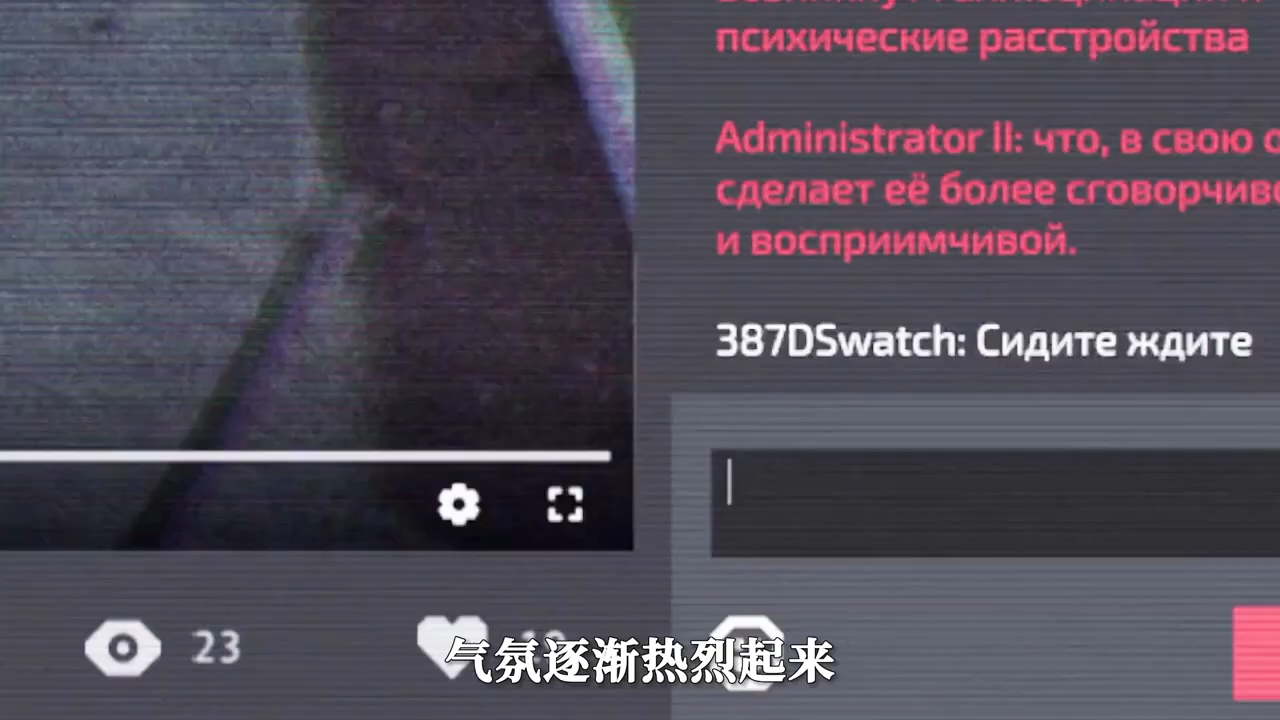 психические расстройства
Administrator II: что, в свою
сделает её более
и восприимчивой.
387DSwatch: Сидите ждите
23
气氛逐渐热烈起来